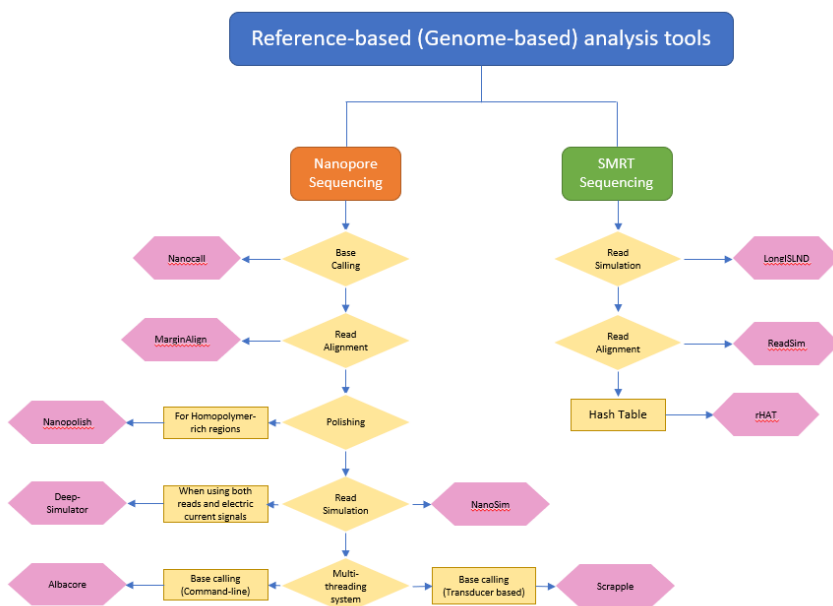 Reference-based (Genome-based) analysis tools
Nanopore
Sequencing
SMRT
Sequencing
Nanocall
Base
Calling
Read
Simulation
LongISLND
MarginAlign
Read
Alignment
Read
Alignment
ReadSim
Nanopolish
For Homopolymer-
rich regions
Polishing
Hash Table
rHAT
Deep-
Simulator
When using both
reads and electric
current signals
Read
Simulation
NanoSim
Albacore
Base calling
(Command-line)
Multi-
threading
system
Base calling
(Transducer based)
Scrapple